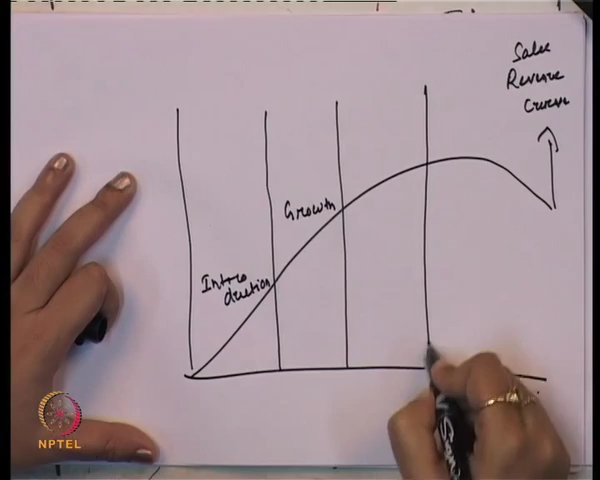 Sales
Revenue
Curve
Growth
Intro
duction
NPTEL